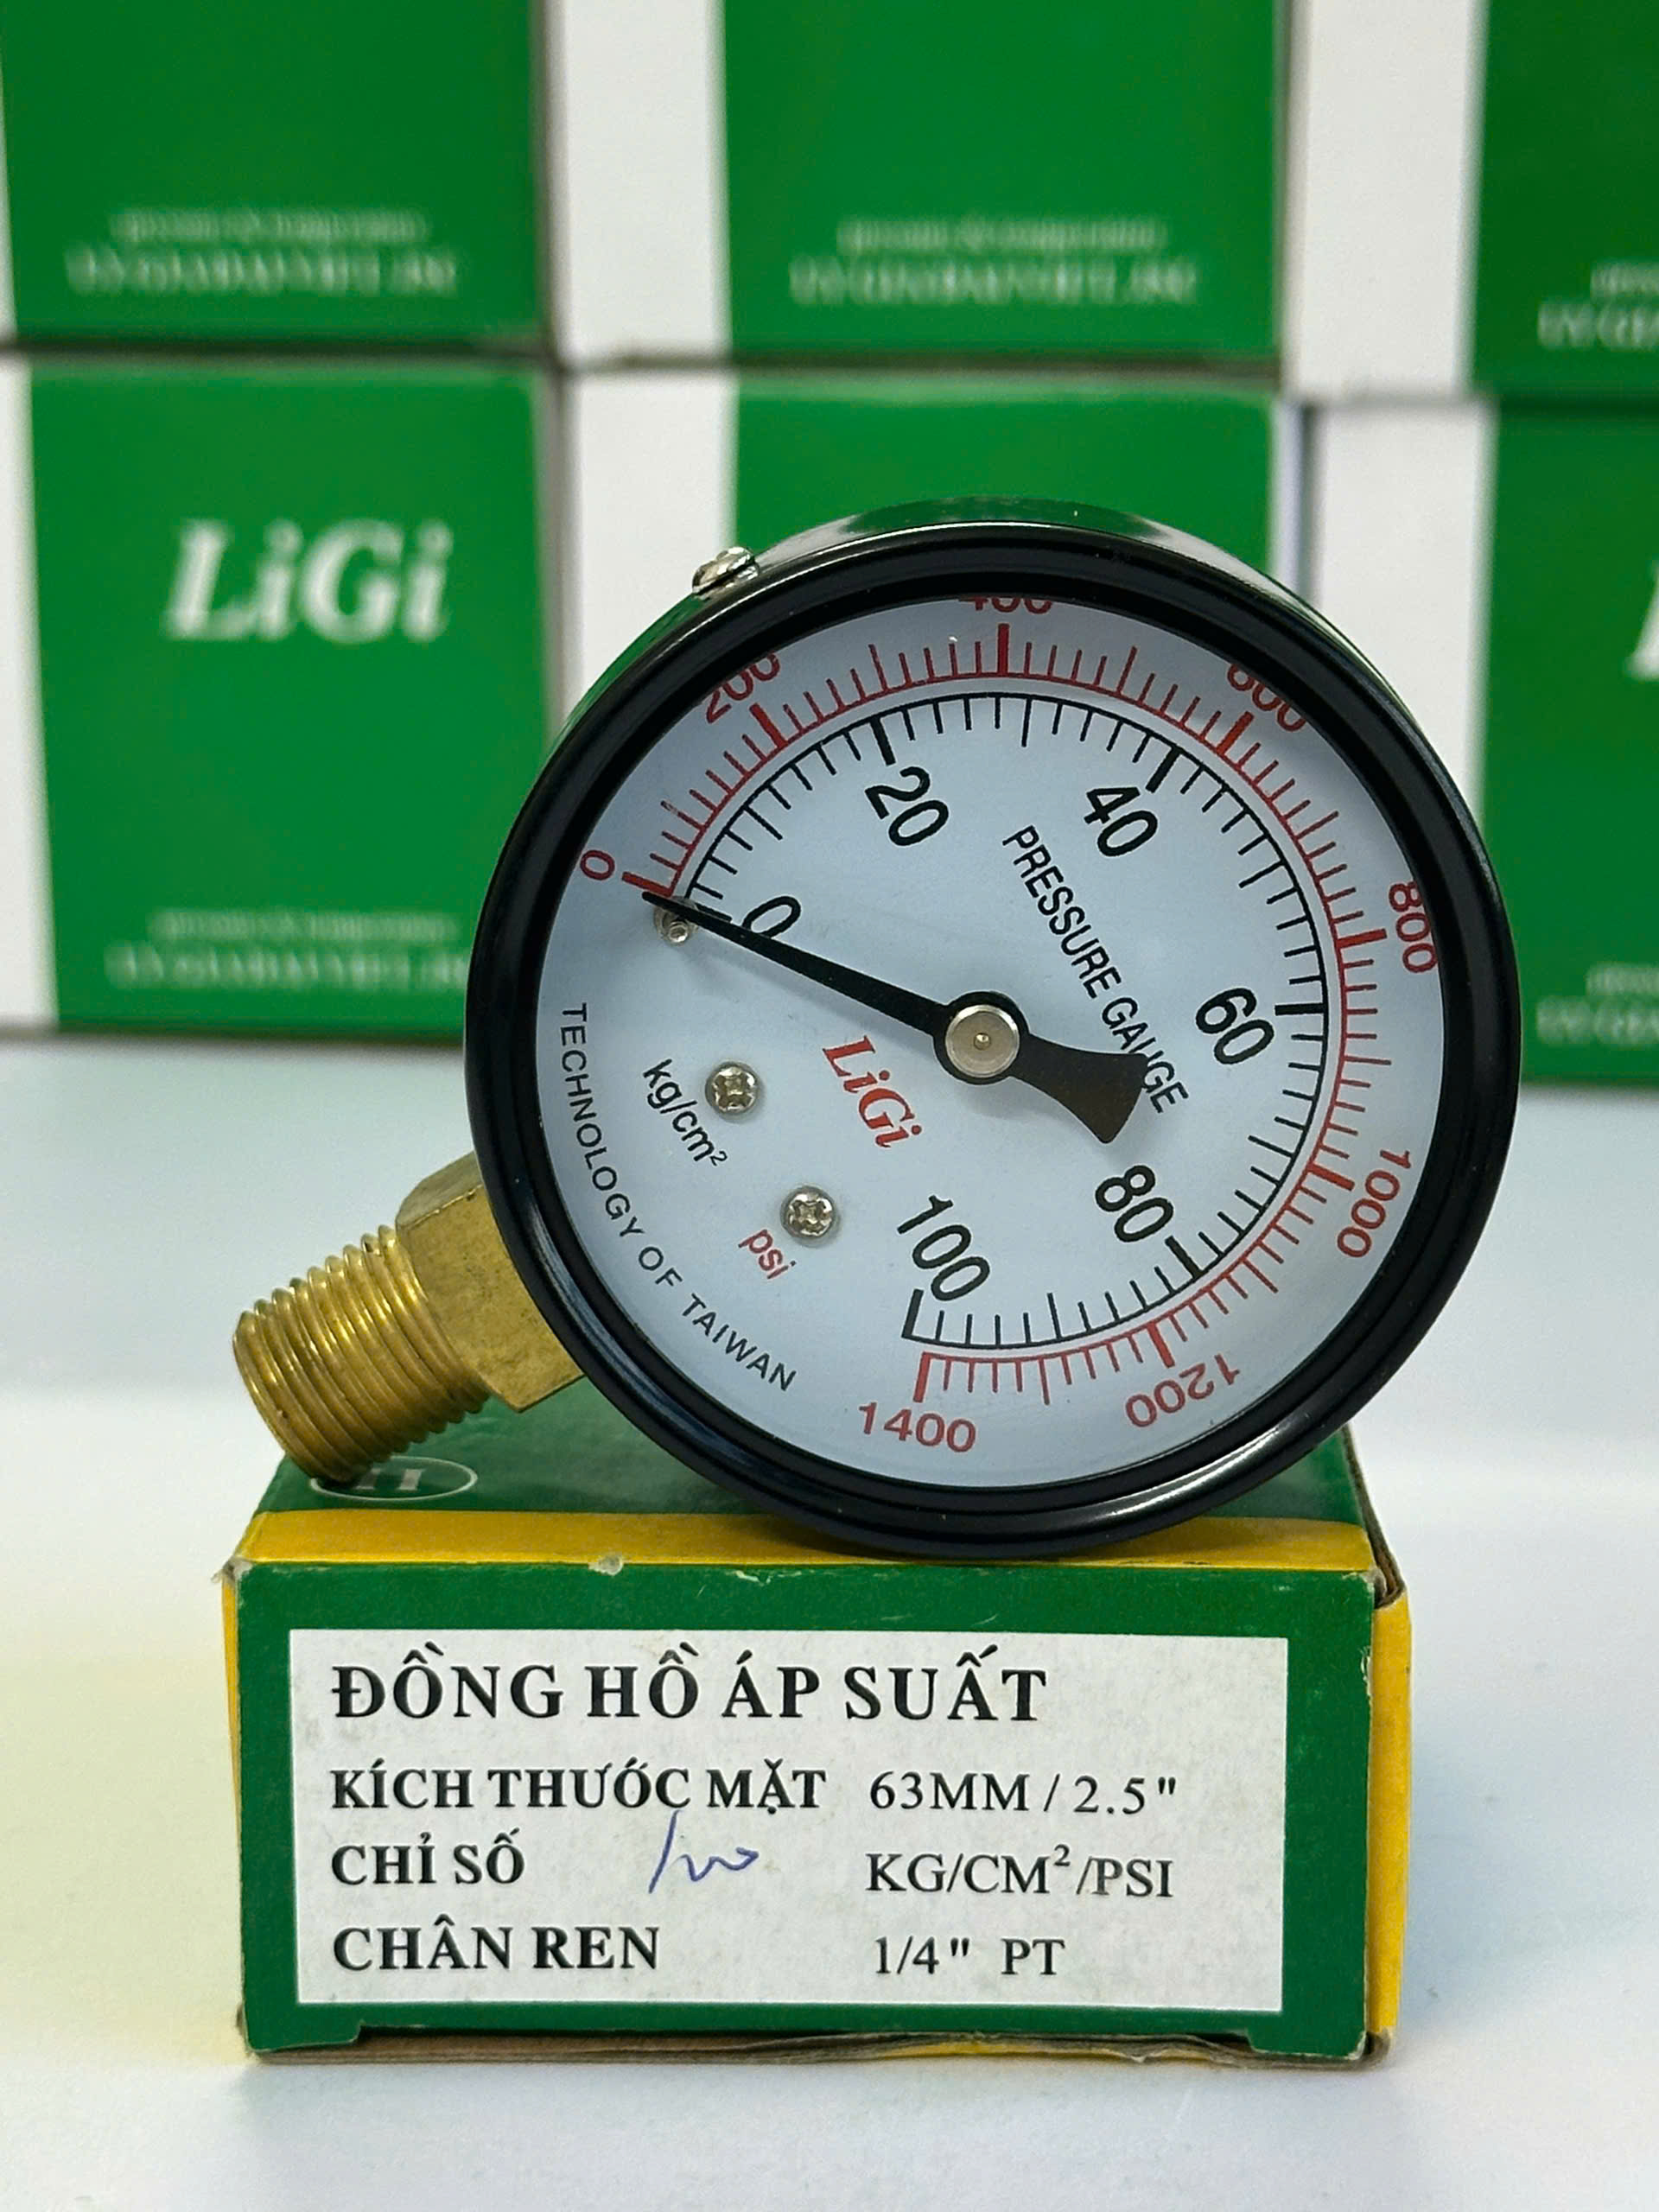 LiGi
400
200
600
0
800
20
40
0
60
PRESSURE GAUGE
LiGi
kg/cm²
psi
TECHNOLOGY OF TAIWAN
80
100
1000
1200
1400
ĐỒNG HỒ ÁP SUẤT
KÍCH THƯỚC MẶT 63MM / 2.5"
CHỈ SỐ 100 KG/CM²/PSI
CHÂN REN 1/4" PT